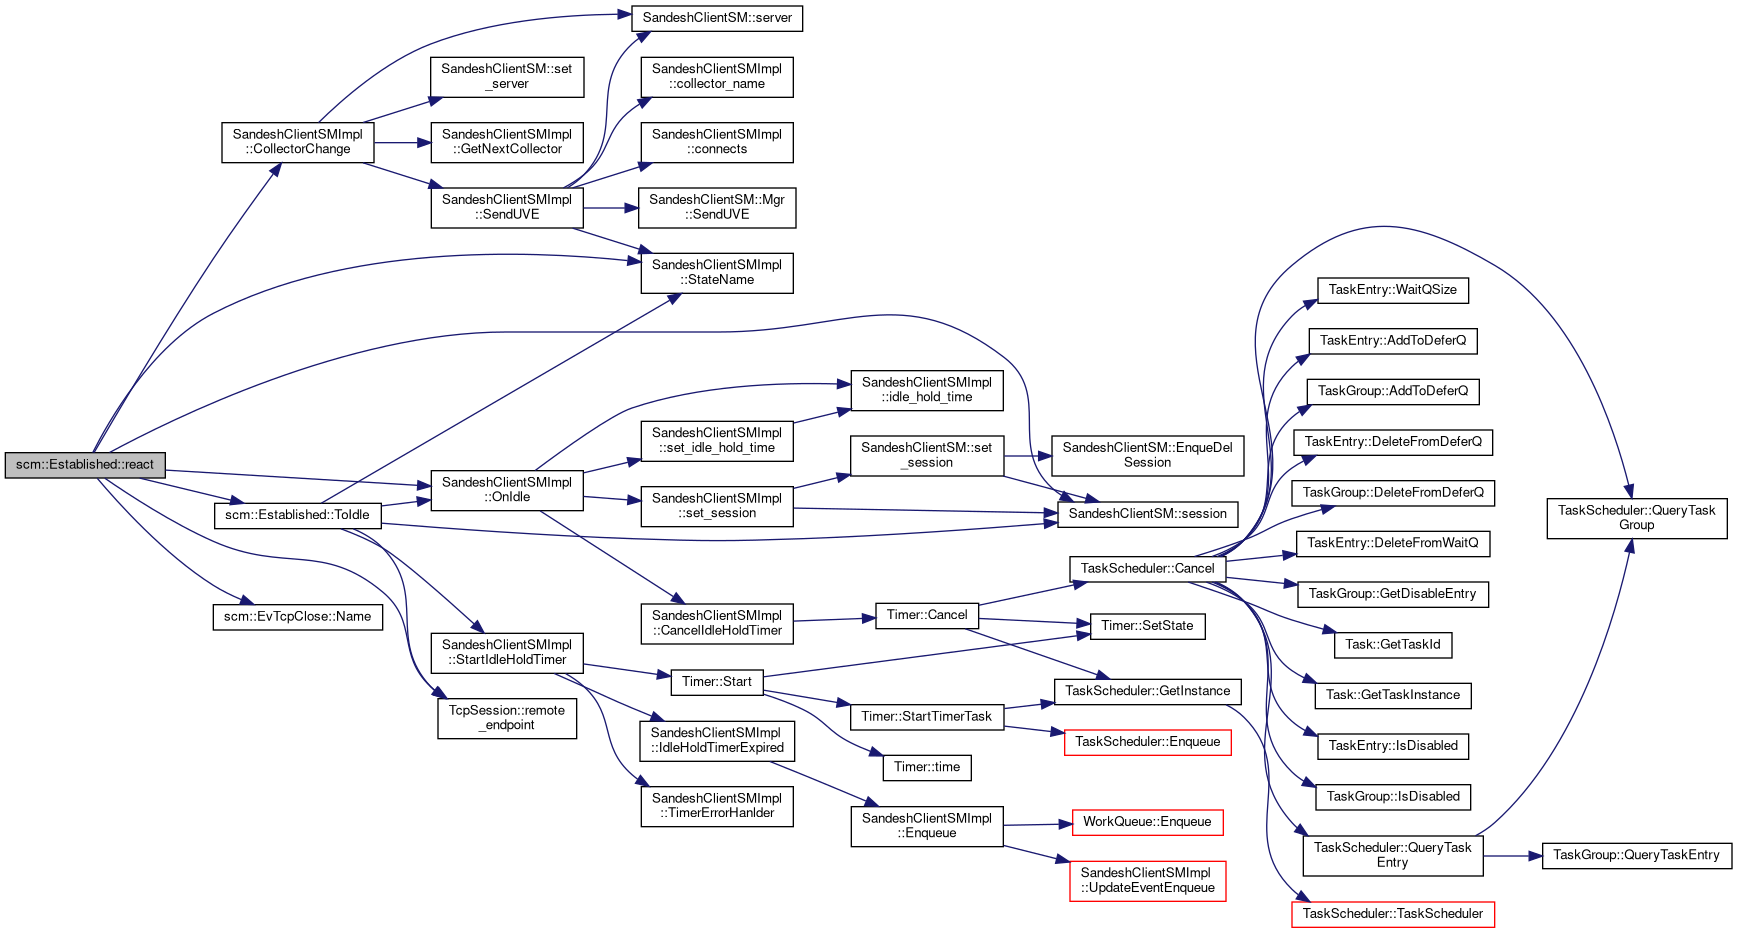 scm::Established::react
SandeshClientSMImpl
::CollectorChange
SandeshClientSM::server
SandeshClientSM::set
_server
SandeshClientSMImpl
::GetNextCollector
SandeshClientSMImpl
::SendUVE
SandeshClientSMImpl
::collector_name
SandeshClientSMImpl
::connects
SandeshClientSM::Mgr
::SendUVE
SandeshClientSMImpl
::StateName
scm::Established::ToIdle
scm::EvTcpClose::Name
SandeshClientSMImpl
::OnIdle
SandeshClientSMImpl
::StartIdleHoldTimer
TcpSession::remote
_endpoint
SandeshClientSMImpl
::idle_hold_time
SandeshClientSMImpl
::set_idle_hold_time
SandeshClientSMImpl
::set_session
SandeshClientSM::set
_session
SandeshClientSM::EnqueDel
Session
SandeshClientSM::session
SandeshClientSMImpl
::CancelIdleHoldTimer
Timer::Cancel
TaskScheduler::Cancel
Timer::SetState
Timer::Start
TaskScheduler::GetInstance
Timer::StartTimerTask
TaskScheduler::Enqueue
Timer::time
SandeshClientSMImpl
::IdleHoldTimerExpired
SandeshClientSMImpl
::TimerErrorHanlder
SandeshClientSMImpl
::Enqueue
WorkQueue::Enqueue
SandeshClientSMImpl
::UpdateEventEnqueue
TaskEntry::WaitQSize
TaskEntry::AddToDeferQ
TaskGroup::AddToDeferQ
TaskEntry::DeleteFromDeferQ
TaskGroup::DeleteFromDeferQ
TaskEntry::DeleteFromWaitQ
TaskGroup::GetDisableEntry
Task::GetTaskId
Task::GetTaskInstance
TaskEntry::IsDisabled
TaskGroup::IsDisabled
TaskScheduler::QueryTask
Entry
TaskScheduler::TaskScheduler
TaskScheduler::QueryTask
Group
TaskGroup::QueryTaskEntry